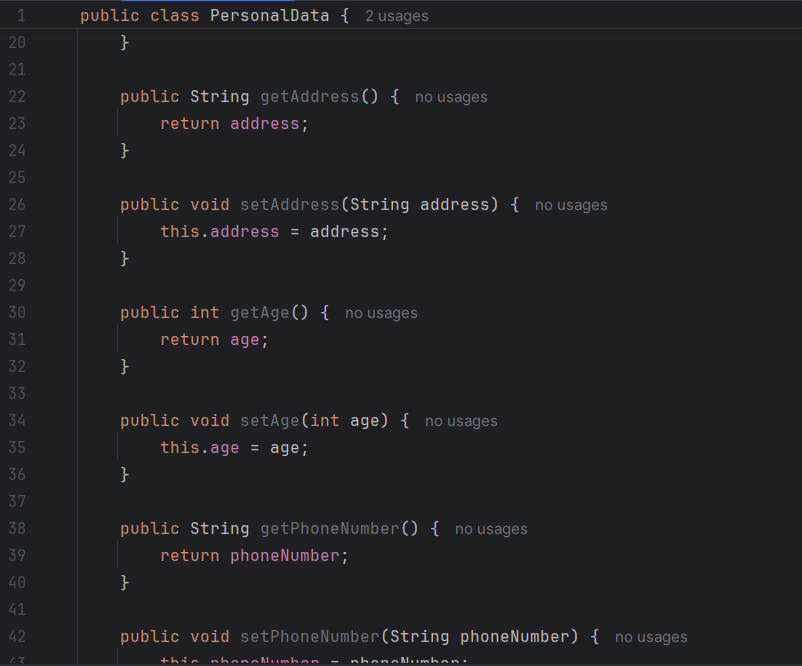 1 public class PersonalData { 2 usages
20 }
21
22 public String getAddress() { no usages
23 return address;
24 }
25
26 public void setAddress(String address) { no usages
27 this.address = address;
28 }
29
30 public int getAge() { no usages
31 return age;
32 }
33
34 public void setAge(int age) { no usages
35 this.age = age;
36 }
37
38 public String getPhoneNumber() { no usages
39 return phoneNumber;
40 }
41
42 public void setPhoneNumber(String phoneNumber) { no usages
43 this.phoneNumber = phoneNumber;